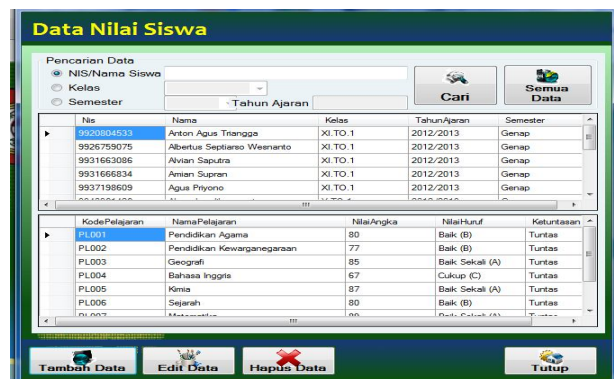 Data Nilai Siswa
Pencarian Data
NIS/Nama Siswa
Kelas
Semester
Tahun Ajaran
Cari
Semua Data
Nis Nama Kelas TahunAjaran Semester
9920804533 Anton Agus Triangga XI.TO.1 2012/2013 Genap
9926759075 Albertus Septiarso Wesnanto XI.TO.1 2012/2013 Genap
9931663086 Alvian Saputra XI.TO.1 2012/2013 Genap
9931666834 Amian Supran XI.TO.1 2012/2013 Genap
9937198609 Agus Priyono XI.TO.1 2012/2013 Genap
KodePelajaran NamaPelajaran NilaiAngka NilaiHuruf Ketuntasan
PL001 Pendidikan Agama 80 Baik (B) Tuntas
PL002 Pendidikan Kewarganegaraan 77 Baik (B) Tuntas
PL003 Geografi 85 Baik Sekali (A) Tuntas
PL004 Bahasa Inggris 67 Cukup (C) Tuntas
PL005 Kimia 87 Baik Sekali (A) Tuntas
PL006 Sejarah 80 Baik (B) Tuntas
Tambah Data
Edit Data
Hapus Data
Tutup